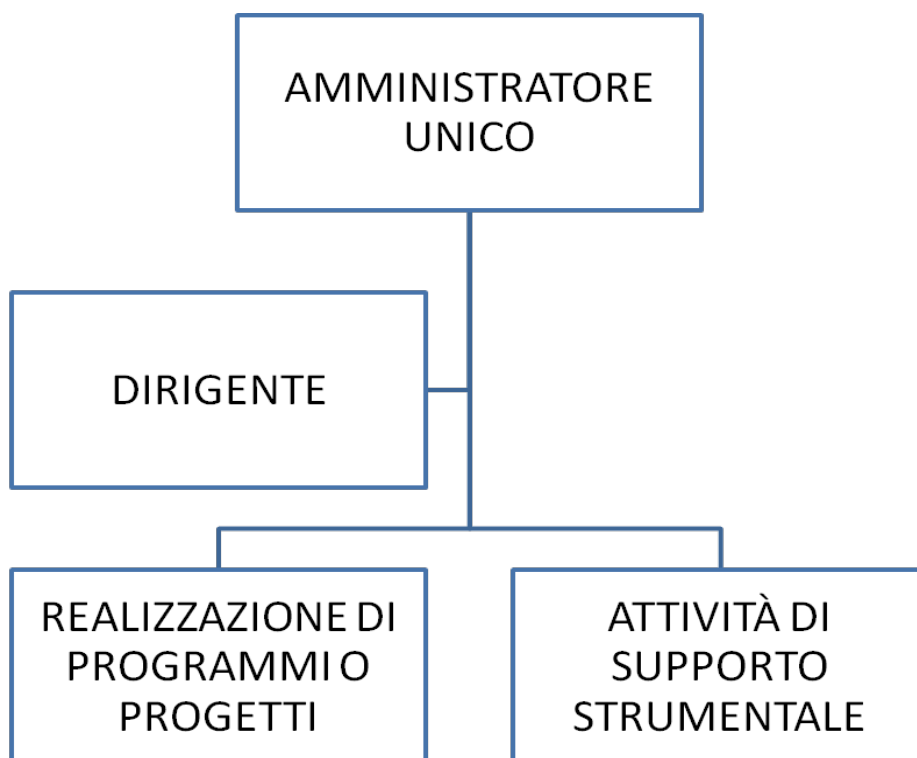 AMMINISTRATORE
UNICO
DIRIGENTE
REALIZZAZIONE DI
PROGRAMMI O
PROGETTI
ATTIVITÀ DI
SUPPORTO
STRUMENTALE